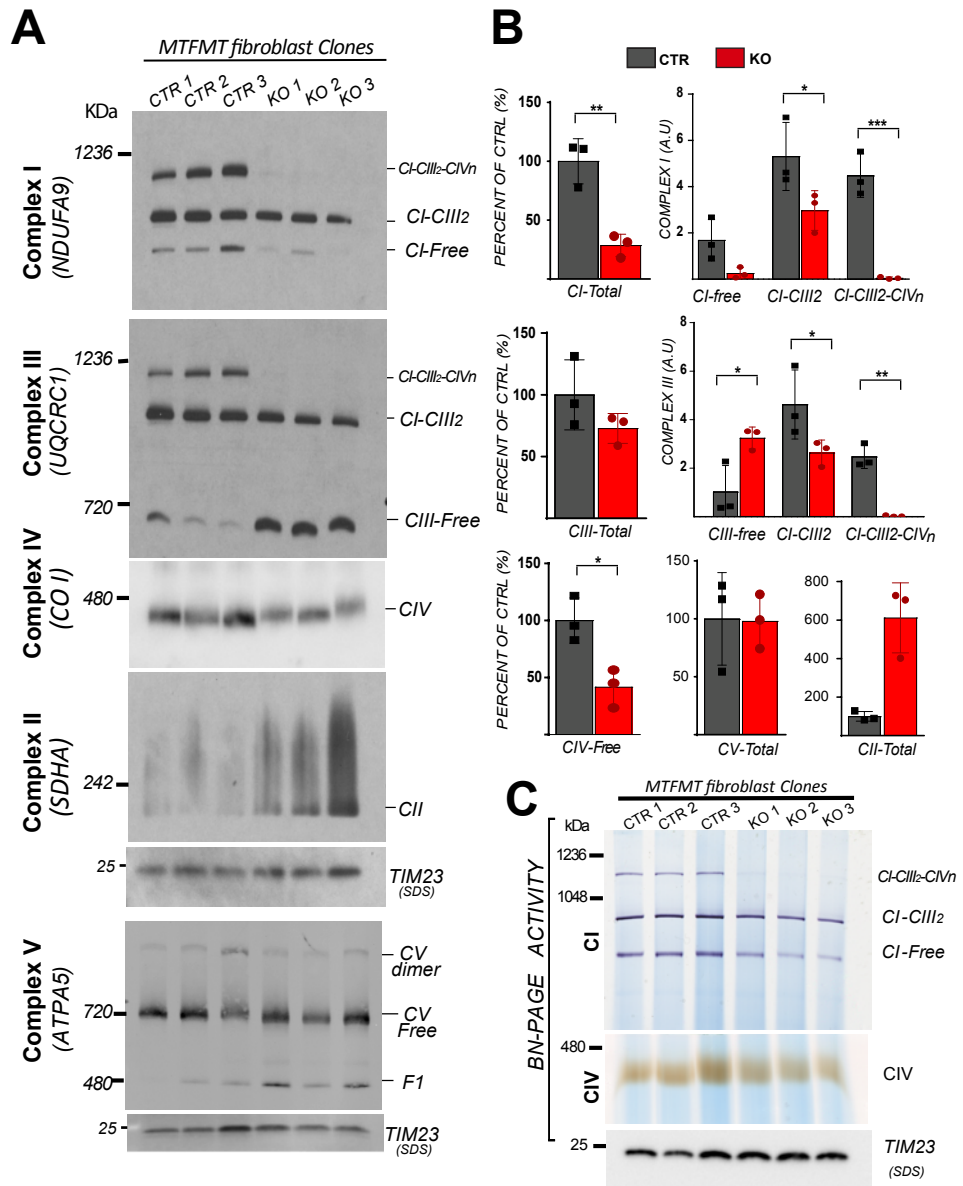 A
MTFMT fibroblast Clones
CTR 1 CTR 2 CTR 3 KO 1 KO 2 KO 3
KDa
Complex I
(NDUFA9)
1236
CI-CIII2-CIVn
CI-CIII2
CI-Free
Complex III
(UQCRC1)
1236
CI-CIII2-CIVn
CI-CIII2
720
CIII-Free
Complex IV
(CO I)
480
CIV
Complex II
(SDHA)
242
CII
25
TIM23
(SDS)
Complex V
(ATPA5)
CV
dimer
720
CV
Free
480
F1
25
TIM23
(SDS)
B
CTR KO
PERCENT OF CTRL (%)
150
100
50
**
CI-Total
COMPLEX I (A.U)
8
6
4
2
* ***
CI-free CI-CIII2 CI-CIII2-CIVn
PERCENT OF CTRL (%)
150
100
50
CIII-Total
COMPLEX III (A.U)
8
6
4
2
* * **
CIII-free CI-CIII2 CI-CIII2-CIVn
PERCENT OF CTRL (%)
150
100
50
*
CIV-Free
150
100
50
CV-Total
800
600
400
200
CII-Total
C
MTFMT fibroblast Clones
CTR 1 CTR 2 CTR 3 KO 1 KO 2 KO 3
kDa
BN-PAGE ACTIVITY
CI
1236
1048
CI-CIII2-CIVn
CI-CIII2
CI-Free
CIV
480
CIV
25
TIM23
(SDS)